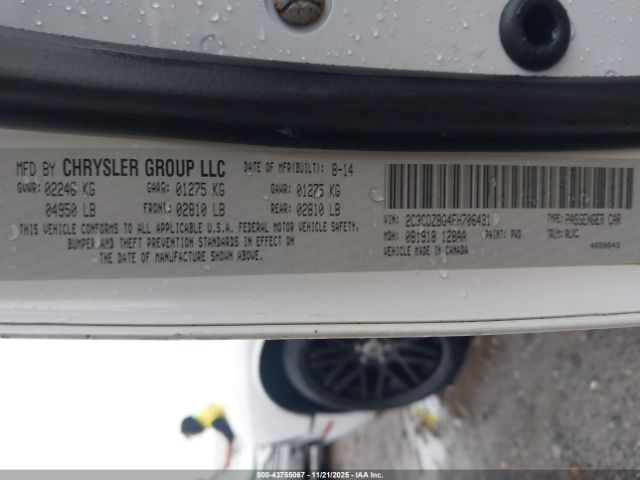 MFD BY CHRYSLER GROUP LLC DATE OF MFR(BUILT): 8-14
GVWR: 02246 KG GAWR: 01275 KG GAWR: 01275 KG
04950 LB FRONT: 02810 LB REAR: 02810 LB
THIS VEHICLE CONFORMS TO ALL APPLICABLE U.S.A. FEDERAL MOTOR VEHICLE SAFETY,
BUMPER AND THEFT PREVENTION STANDARDS IN EFFECT ON
THE DATE OF MANUFACTURE SHOWN ABOVE.
VIN: 2C3CDZBG4FH706431 TYPE: PASSENGER CAR
MDH: 081918 12BAA PAINT: PW7 TRIM: RLXC
VEHICLE MADE IN CANADA
000-43755067 - 11/21/2025 - IAA Inc.